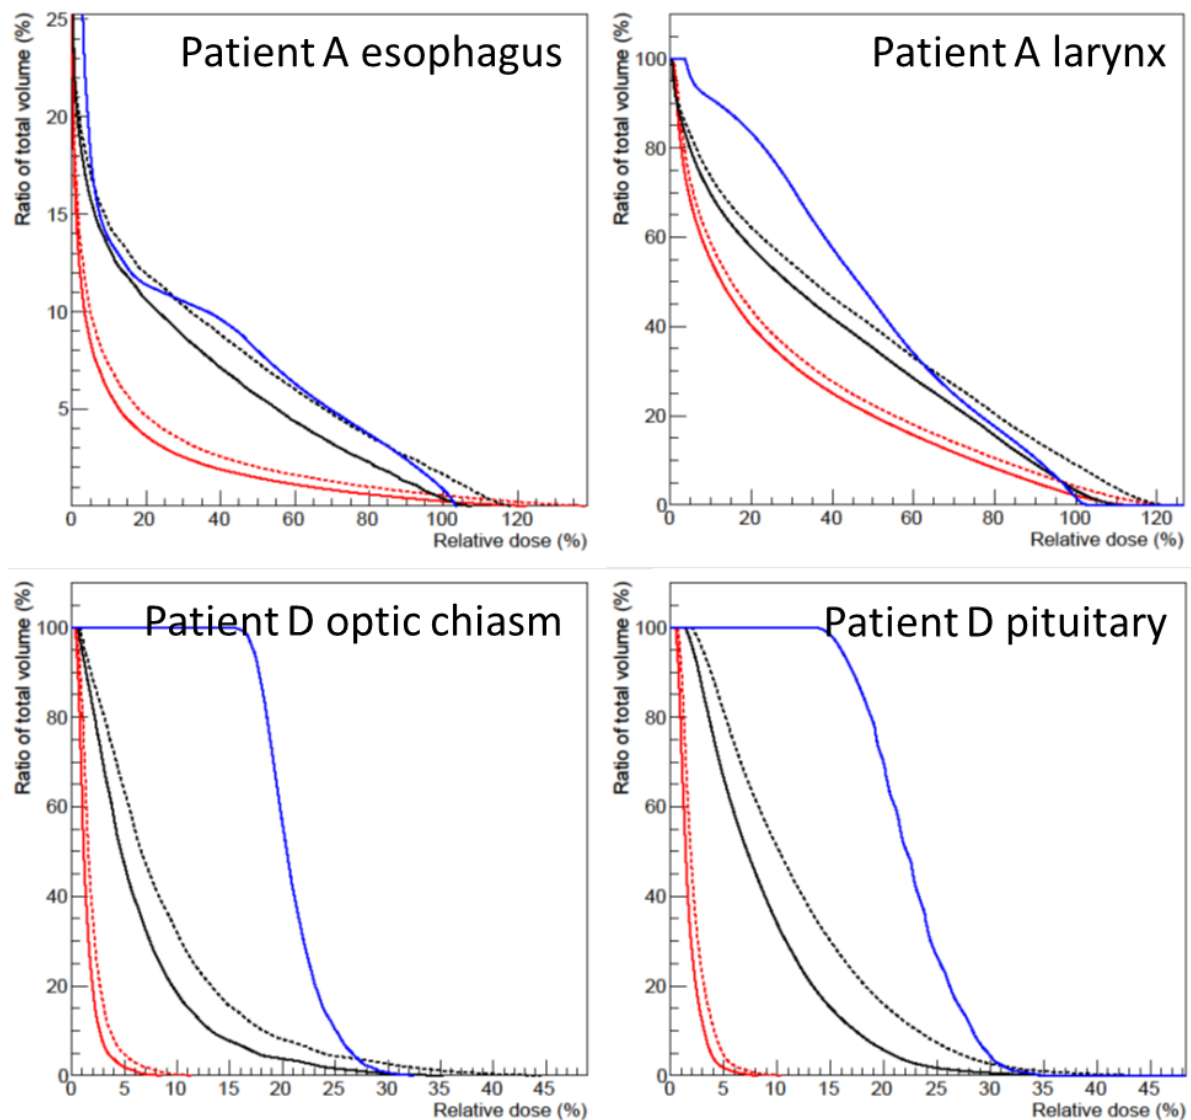 Patient A esophagus
Ratio of total volume (%)
25
20
15
10
5
0 20 40 60 80 100 120
Relative dose (%)
Patient A larynx
Ratio of total volume (%)
100
80
60
40
20
0
0 20 40 60 80 100 120
Relative dose (%)
Patient D optic chiasm
Ratio of total volume (%)
100
80
60
40
20
0
0 5 10 15 20 25 30 35 40 45
Relative dose (%)
Patient D pituitary
Ratio of total volume (%)
100
80
60
40
20
0
0 5 10 15 20 25 30 35 40 45
Relative dose (%)